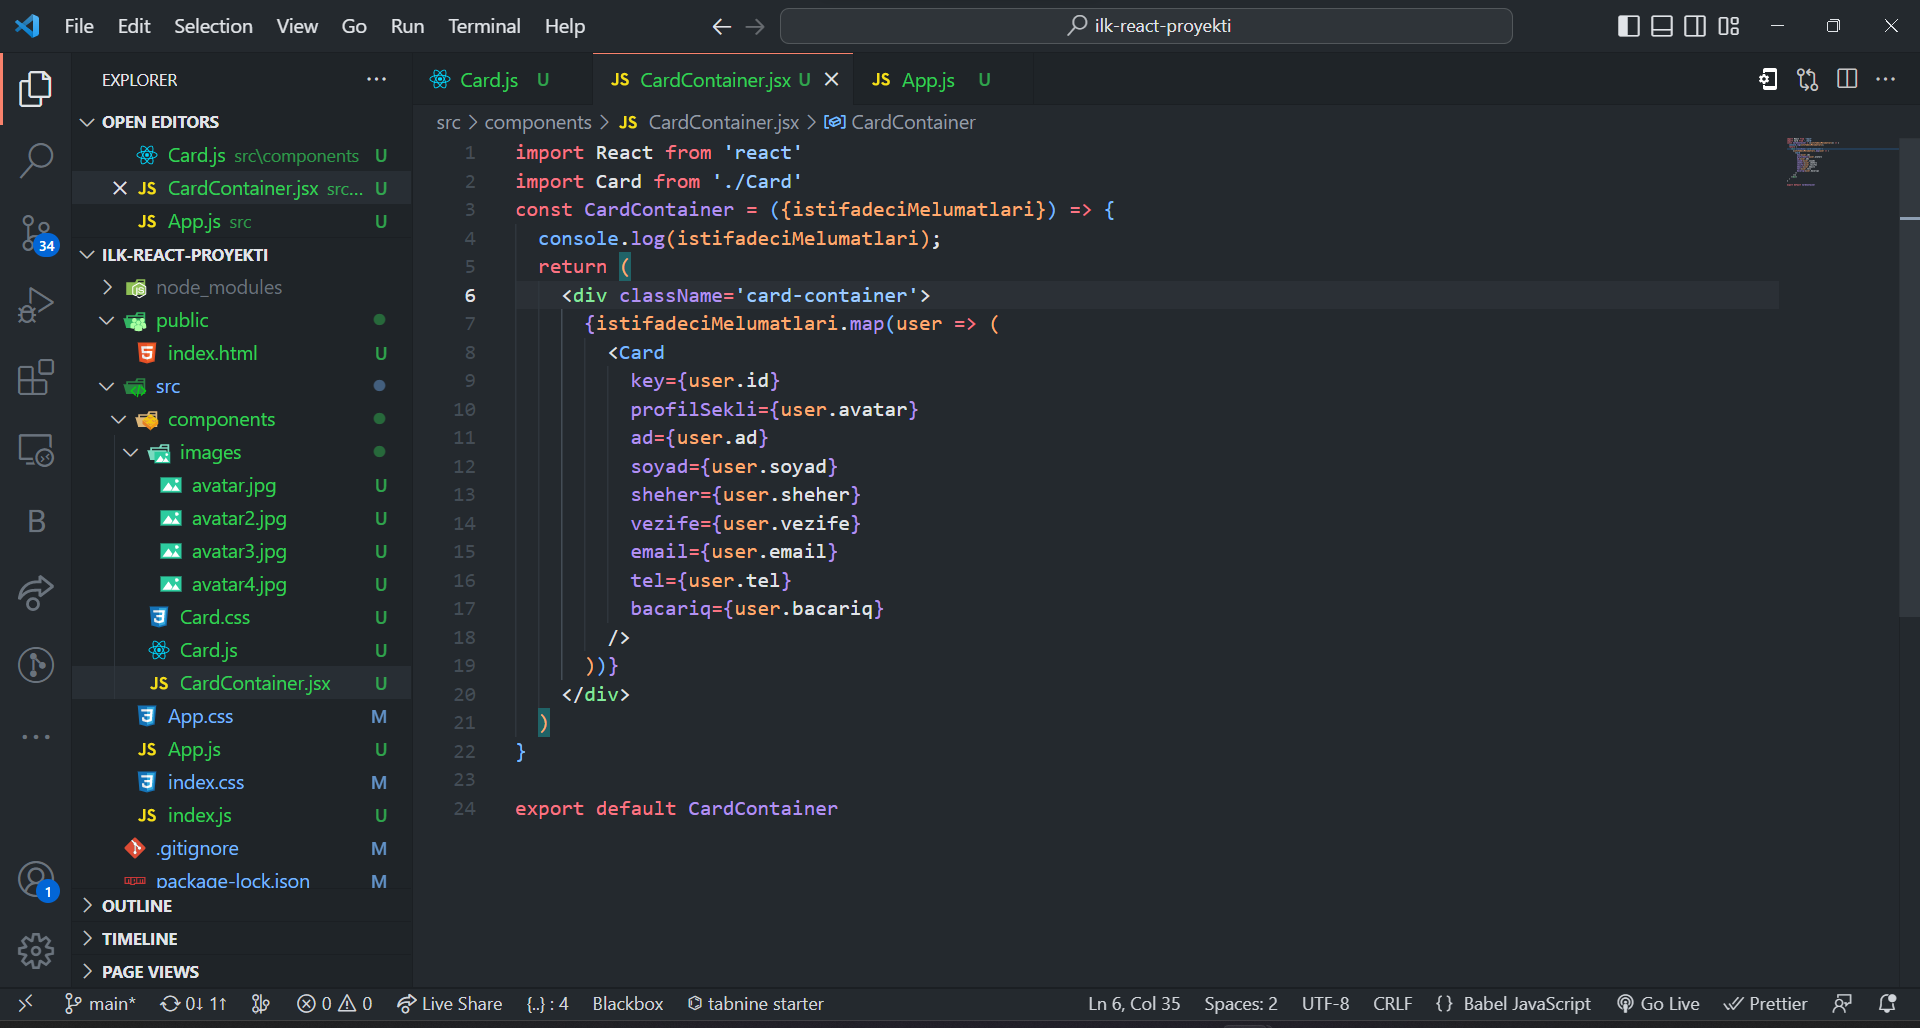 File Edit Selection View Go Run Terminal Help
ilk-react-proyekti
EXPLORER
OPEN EDITORS
Card.js src\components U
JS CardContainer.jsx src... U
JS App.js src U
ILK-REACT-PROYEKTI
node_modules
public
index.html U
src
components
images
avatar.jpg U
avatar2.jpg U
avatar3.jpg U
avatar4.jpg U
Card.css U
Card.js U
JS CardContainer.jsx U
App.css M
JS App.js U
index.css M
JS index.js U
.gitignore M
package-lock.json M
OUTLINE
TIMELINE
PAGE VIEWS
34
B
1
Card.js U
JS CardContainer.jsx U
JS App.js U
src > components > JS CardContainer.jsx > CardContainer
1 import React from 'react'
2 import Card from './Card'
3 const CardContainer = ({istifadeciMelumatlari}) => {
4 console.log(istifadeciMelumatlari);
5 return (
6 <div className='card-container'>
7 {istifadeciMelumatlari.map(user => (
8 <Card
9 key={user.id}
10 profilSekli={user.avatar}
11 ad={user.ad}
12 soyad={user.soyad}
13 sheher={user.sheher}
14 vezife={user.vezife}
15 email={user.email}
16 tel={user.tel}
17 bacariq={user.bacariq}
18 />
19 ))}
20 </div>
21 )
22 }
23
24 export default CardContainer
main* 0↓ 1↑ 0 0 Live Share {..} : 4 Blackbox tabnine starter Ln 6, Col 35 Spaces: 2 UTF-8 CRLF {} Babel JavaScript Go Live Prettier